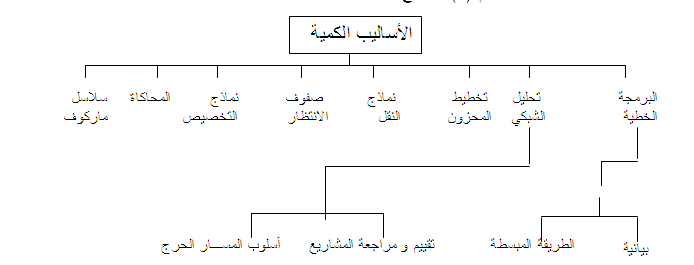 الأساليب الكمية
البرمجة الخطية
تحليل الشبكي
تخطيط المخزون
نماذج النقل
صفوف الانتظار
نماذج التخصيص
المحاكاة
سلاسل ماركوف
بيانية
الطريقة المبسطة
تقييم و مراجعة المشاريع
أسلوب المســار الحرج